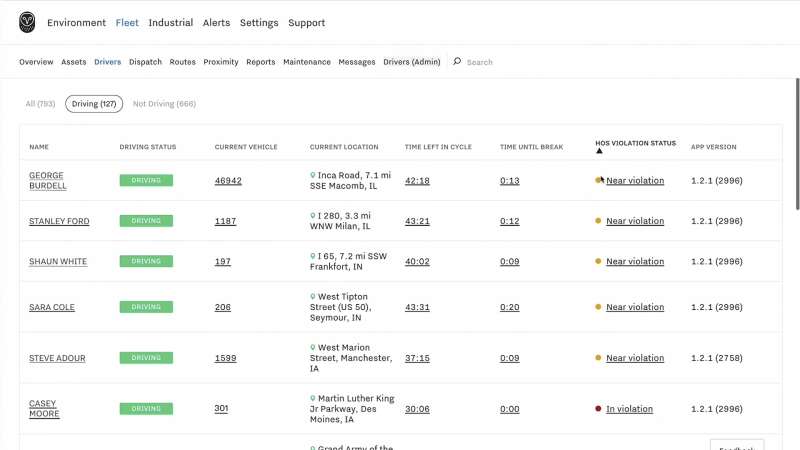 Environment Fleet Industrial Alerts Settings Support
Overview Assets Drivers Dispatch Routes Proximity Reports Maintenance Messages Drivers (Admin) Search
All (793) Driving (127) Not Driving (666)
NAME DRIVING STATUS CURRENT VEHICLE CURRENT LOCATION TIME LEFT IN CYCLE TIME UNTIL BREAK HOS VIOLATION STATUS APP VERSION
GEORGE
BURDELL
DRIVING
46942
Inca Road, 7.1 mi
SSE Macomb, IL
42:18
0:13
Near violation
1.2.1 (2996)
STANLEY FORD
DRIVING
1187
I 280, 3.3 mi
WNW Milan, IL
43:21
0:12
Near violation
1.2.1 (2996)
SHAUN WHITE
DRIVING
197
I 65, 7.2 mi SSW
Frankfort, IN
40:02
0:09
Near violation
1.2.1 (2996)
SARA COLE
DRIVING
206
West Tipton
Street (US 50),
Seymour, IN
43:31
0:20
Near violation
1.2.1 (2996)
STEVE ADOUR
DRIVING
1599
West Marion
Street, Manchester,
IA
37:15
0:09
Near violation
1.2.1 (2758)
CASEY
MOORE
DRIVING
301
Martin Luther King
Jr Parkway, Des
Moines, IA
30:06
0:00
In violation
1.2.1 (2996)
Grand Army of the
Feedback